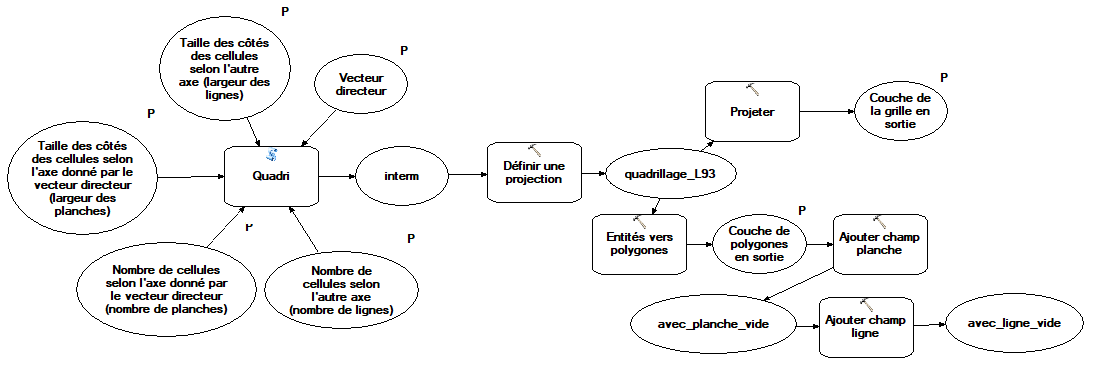 P
Taille des côtés
des cellules
selon l'autre
axe (largeur des
lignes)
P
Vecteur
directeur
P
Taille des côtés
des cellules selon
l'axe donné par le
vecteur directeur
(largeur des
planches)
Quadri
interm
Définir une
projection
quadrillage_L93
Projeter
P
Couche de
la grille en
sortie
P
Nombre de cellules
selon l'axe donné par
le vecteur directeur
(nombre de planches)
P
Nombre de
cellules selon
l'autre axe
(nombre de lignes)
Entités vers
polygones
P
Couche de
polygones
en sortie
Ajouter champ
planche
avec_planche_vide
Ajouter champ
ligne
avec_ligne_vide